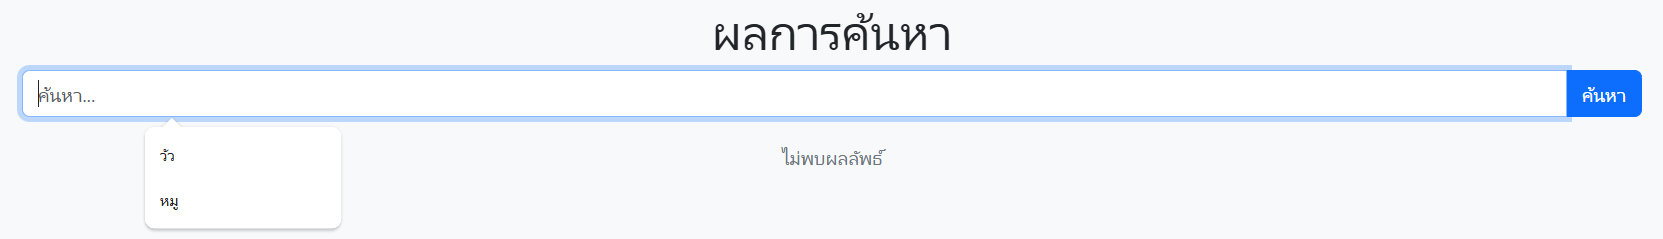 ผลการค้นหา
ค้นหา...
ค้นหา
วัว
หมู
ไม่พบผลลัพธ์